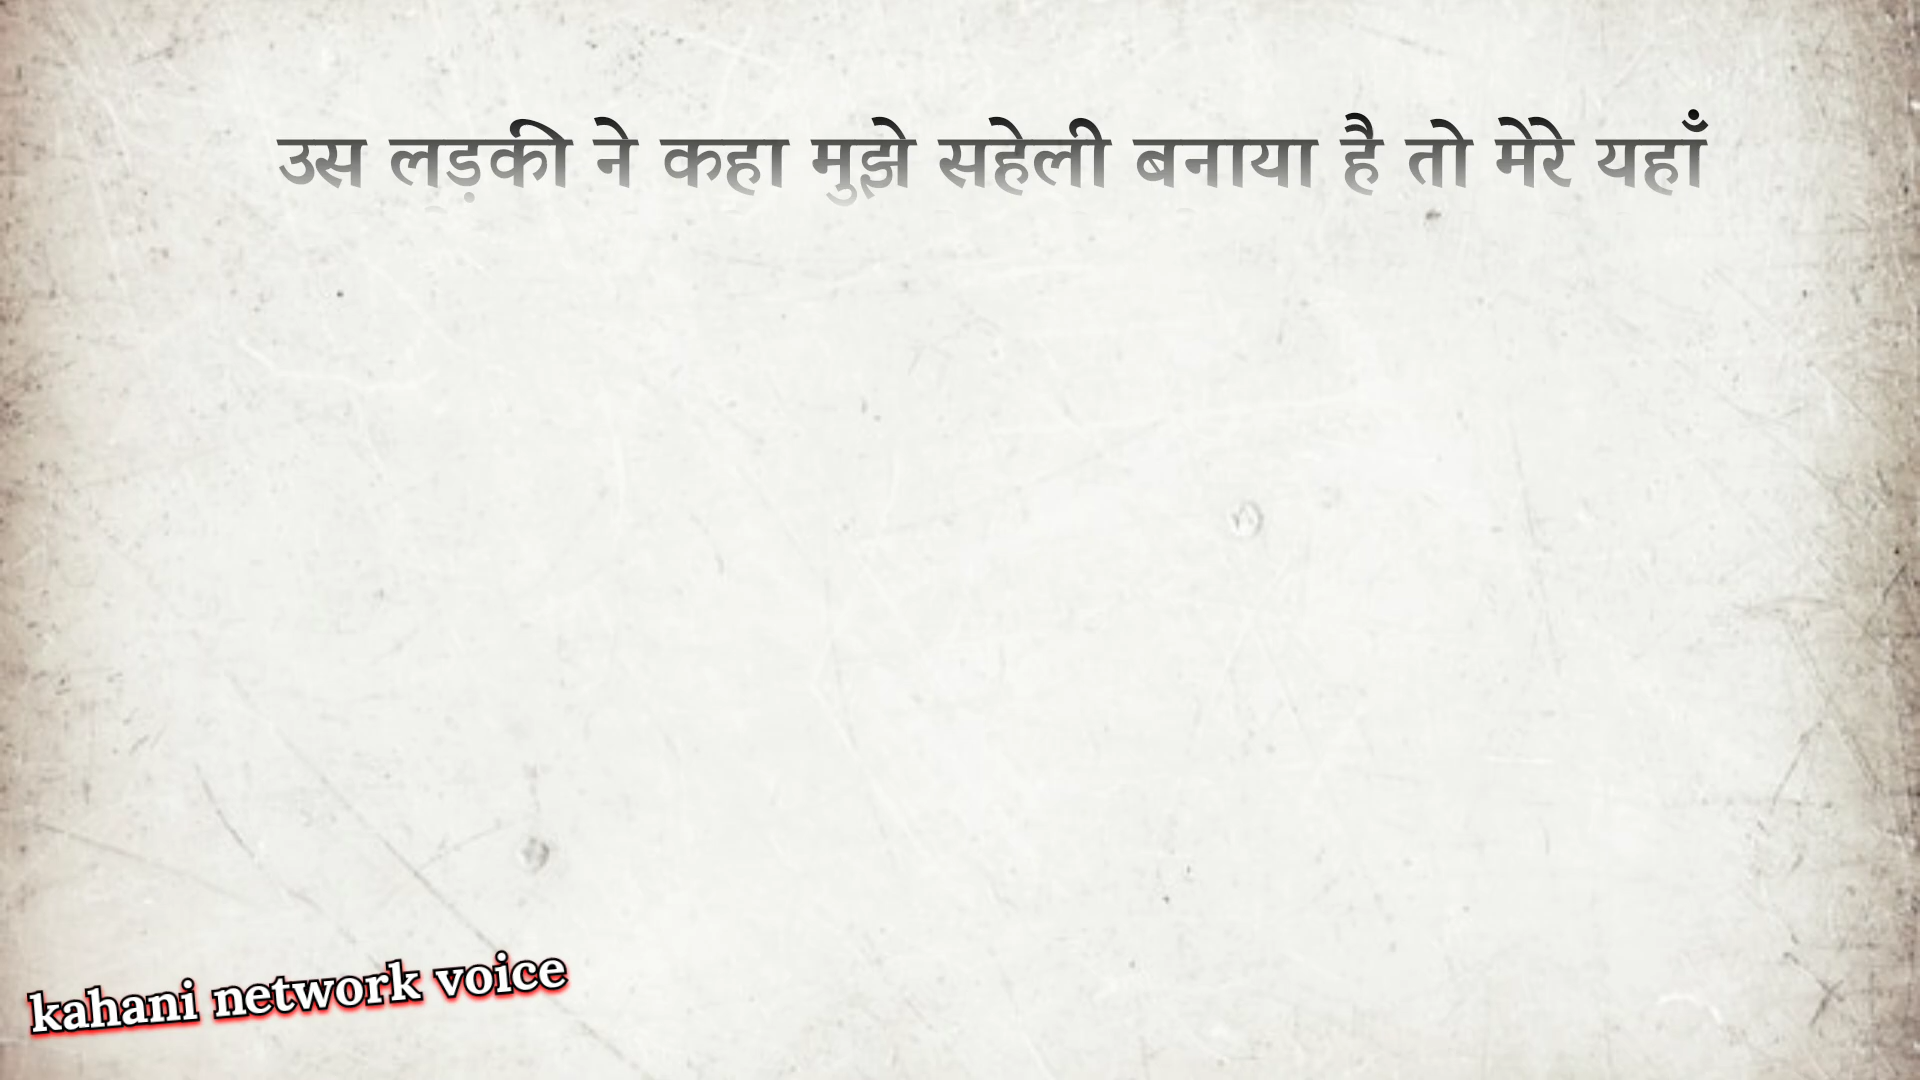 उस लड़की ने कहा मुझे सहेली बनाया है तो मेरे यहाँ
kahani network voice